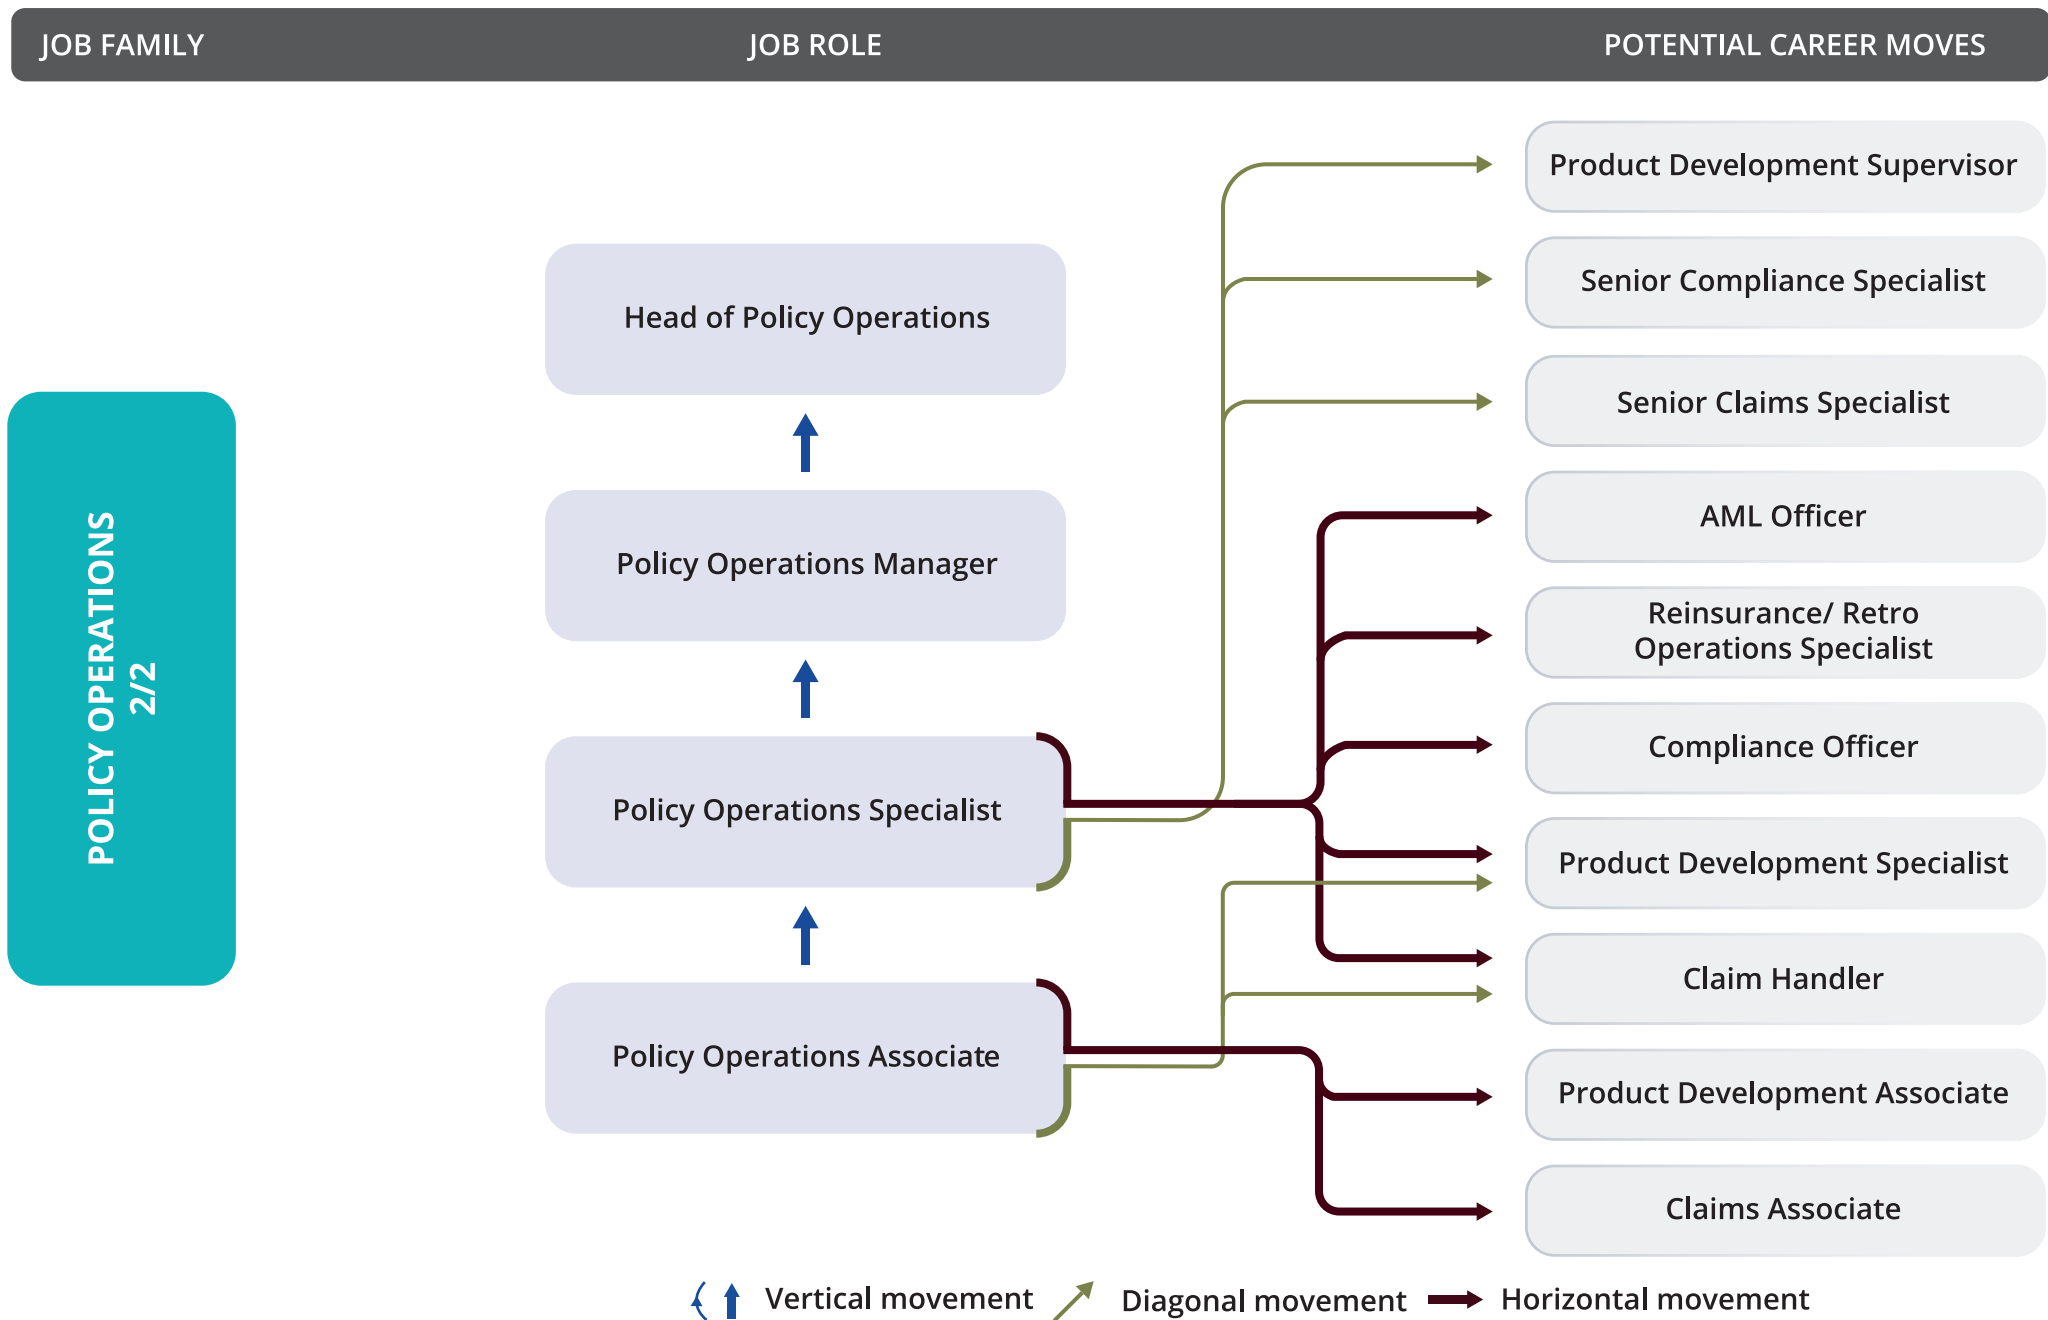 JOB FAMILY
JOB ROLE
POTENTIAL CAREER MOVES
POLICY OPERATIONS
2/2
Head of Policy Operations
Policy Operations Manager
Policy Operations Specialist
Policy Operations Associate
Product Development Supervisor
Senior Compliance Specialist
Senior Claims Specialist
AML Officer
Reinsurance/ Retro
Operations Specialist
Compliance Officer
Product Development Specialist
Claim Handler
Product Development Associate
Claims Associate
Vertical movement
Diagonal movement
Horizontal movement